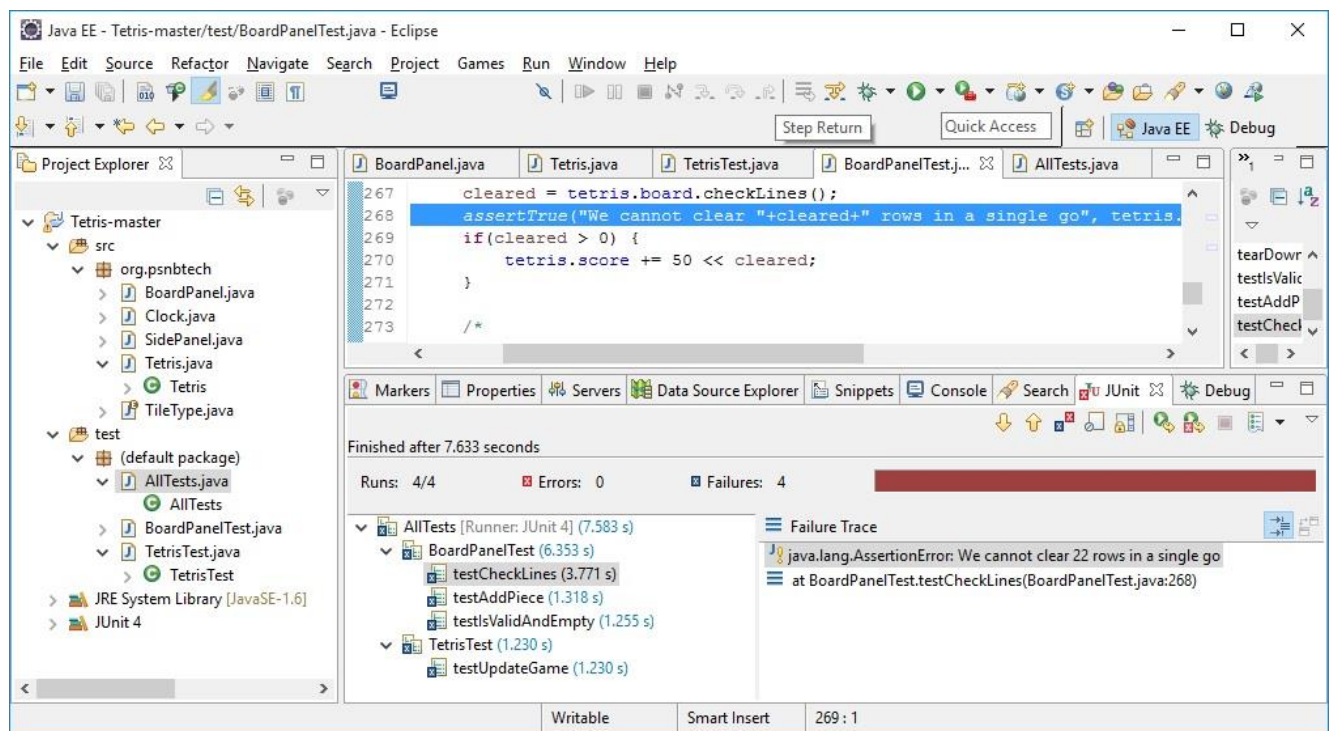 Java EE - Tetris-master/test/BoardPanelTest.java - Eclipse
File Edit Source Refactor Navigate Search Project Games Run Window Help
Step Return
Quick Access
Java EE
Debug
Project Explorer
BoardPanel.java
Tetris.java
TetrisTest.java
BoardPanelTest.j...
AllTests.java
Tetris-master
src
org.psnbtech
BoardPanel.java
Clock.java
SidePanel.java
Tetris.java
Tetris
TileType.java
test
(default package)
AllTests.java
AllTests
BoardPanelTest.java
TetrisTest.java
TetrisTest
JRE System Library [JavaSE-1.6]
JUnit 4
267 cleared = tetris.board.checkLines();
268 assertTrue("We cannot clear "+cleared+" rows in a single go", tetris.
269 if(cleared > 0) {
270 tetris.score += 50 << cleared;
271 }
272
273 /*
tearDowr
testIsValic
testAddP
testCheck
Markers Properties Servers Data Source Explorer Snippets Console Search JUnit Debug
Finished after 7.633 seconds
Runs: 4/4 Errors: 0 Failures: 4
AllTests [Runner: JUnit 4] (7.583 s)
BoardPanelTest (6.353 s)
testCheckLines (3.771 s)
testAddPiece (1.318 s)
testIsValidAndEmpty (1.255 s)
TetrisTest (1.230 s)
testUpdateGame (1.230 s)
Failure Trace
java.lang.AssertionError: We cannot clear 22 rows in a single go
at BoardPanelTest.testCheckLines(BoardPanelTest.java:268)
Writable Smart Insert 269 : 1